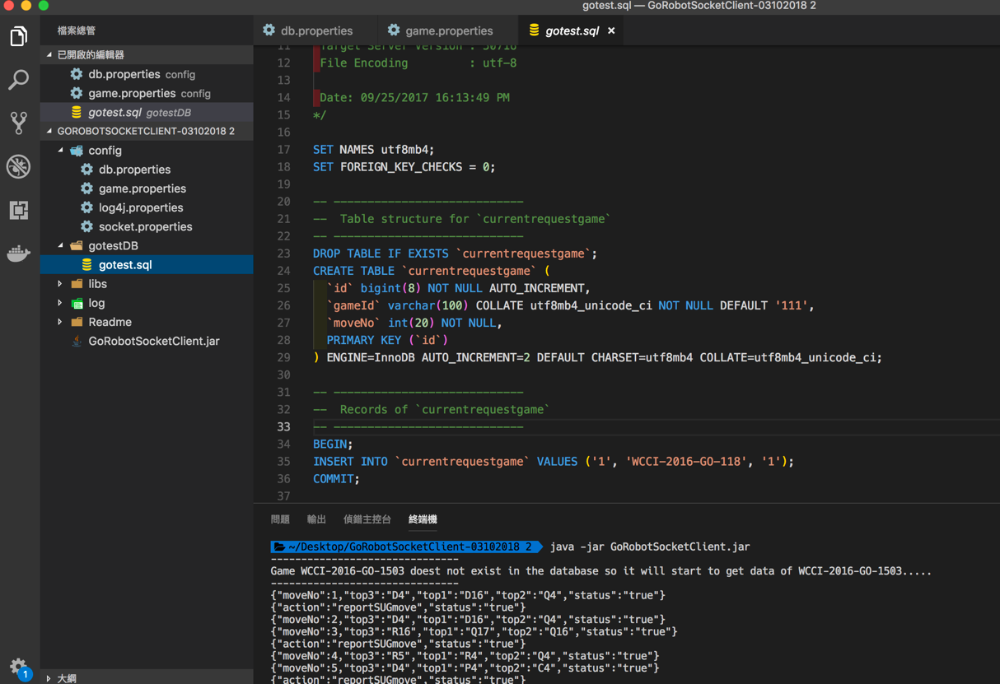 gotest.sql — GoRobotSocketClient-03102018 2
檔案總管
已開啟的編輯器
db.properties config
game.properties config
gotest.sql gotestDB
GOROBOTSOCKETCLIENT-03102018 2
config
db.properties
game.properties
log4j.properties
socket.properties
gotestDB
gotest.sql
libs
log
Readme
GoRobotSocketClient.jar
大綱
1
db.properties
game.properties
gotest.sql ×
11 Target Server Version : 50716
12 File Encoding : utf-8
13
14 Date: 09/25/2017 16:13:49 PM
15 */
16
17 SET NAMES utf8mb4;
18 SET FOREIGN_KEY_CHECKS = 0;
19
20 -- ----------------------------
21 -- Table structure for `currentrequestgame`
22 -- ----------------------------
23 DROP TABLE IF EXISTS `currentrequestgame`;
24 CREATE TABLE `currentrequestgame` (
25 `id` bigint(8) NOT NULL AUTO_INCREMENT,
26 `gameId` varchar(100) COLLATE utf8mb4_unicode_ci NOT NULL DEFAULT '111',
27 `moveNo` int(20) NOT NULL,
28 PRIMARY KEY (`id`)
29 ) ENGINE=InnoDB AUTO_INCREMENT=2 DEFAULT CHARSET=utf8mb4 COLLATE=utf8mb4_unicode_ci;
30
31 -- ----------------------------
32 -- Records of `currentrequestgame`
33 -- ----------------------------
34 BEGIN;
35 INSERT INTO `currentrequestgame` VALUES ('1', 'WCCI-2016-GO-118', '1');
36 COMMIT;
37
問題 輸出 偵錯主控台 終端機
~/Desktop/GoRobotSocketClient-03102018 2 java -jar GoRobotSocketClient.jar
------------------------------
Game WCCI-2016-GO-1503 doest not exist in the database so it will start to get data of WCCI-2016-GO-1503.....
------------------------------
{"moveNo":1,"top3":"D4","top1":"D16","top2":"Q4","status":"true"}
{"action":"reportSUGmove","status":"true"}
{"moveNo":2,"top3":"D4","top1":"D16","top2":"Q4","status":"true"}
{"moveNo":3,"top3":"R16","top1":"Q17","top2":"Q16","status":"true"}
{"action":"reportSUGmove","status":"true"}
{"moveNo":4,"top3":"R5","top1":"R4","top2":"Q4","status":"true"}
{"moveNo":5,"top3":"D4","top1":"P4","top2":"C4","status":"true"}
{"action":"reportSUGmove","status":"true"}